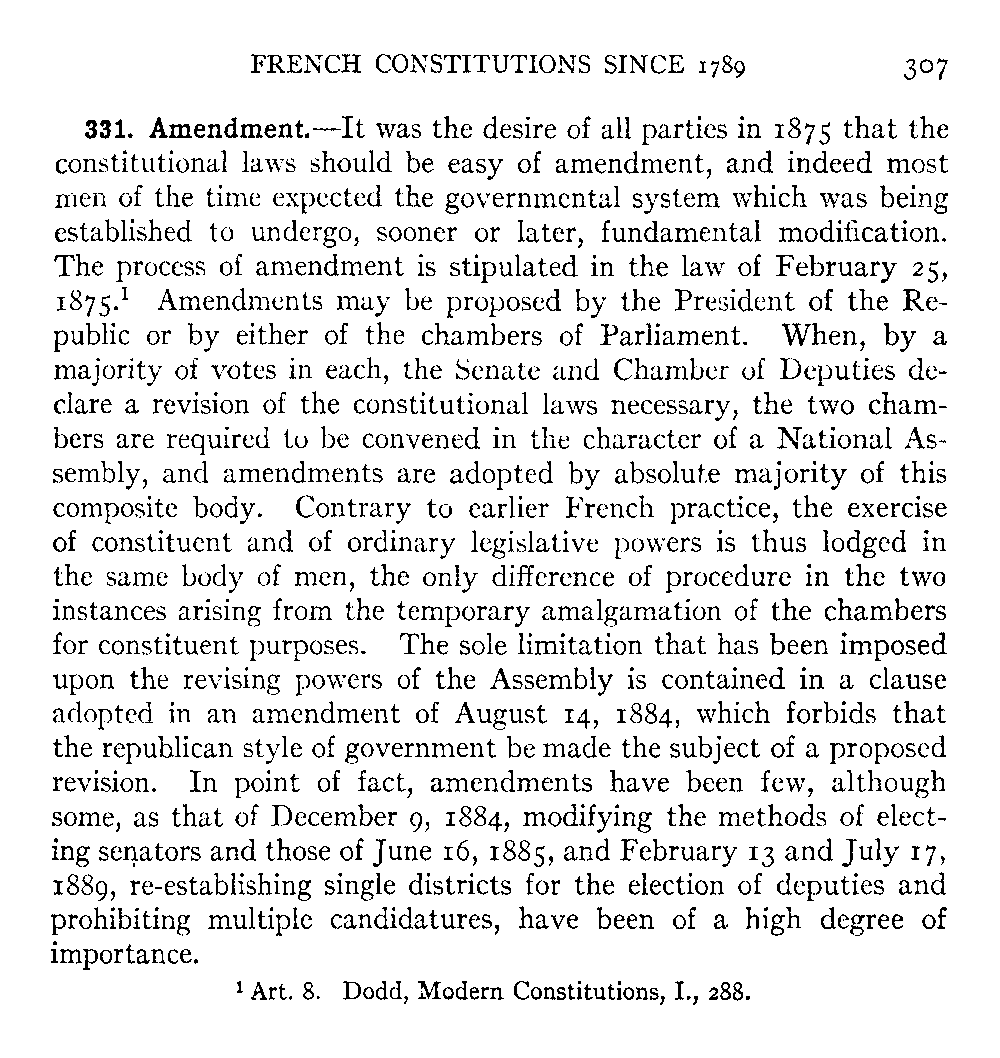 FRENCH CONSTITUTIONS SINCE 1789 307
331. Amendment.—It was the desire of all parties in 1875 that the
constitutional laws should be easy of amendment, and indeed most
men of the time expected the governmental system which was being
established to undergo, sooner or later, fundamental modification.
The process of amendment is stipulated in the law of February 25,
1875.¹ Amendments may be proposed by the President of the Re-
public or by either of the chambers of Parliament. When, by a
majority of votes in each, the Senate and Chamber of Deputies de-
clare a revision of the constitutional laws necessary, the two cham-
bers are required to be convened in the character of a National As-
sembly, and amendments are adopted by absolute majority of this
composite body. Contrary to earlier French practice, the exercise
of constituent and of ordinary legislative powers is thus lodged in
the same body of men, the only difference of procedure in the two
instances arising from the temporary amalgamation of the chambers
for constituent purposes. The sole limitation that has been imposed
upon the revising powers of the Assembly is contained in a clause
adopted in an amendment of August 14, 1884, which forbids that
the republican style of government be made the subject of a proposed
revision. In point of fact, amendments have been few, although
some, as that of December 9, 1884, modifying the methods of elect-
ing senators and those of June 16, 1885, and February 13 and July 17,
1889, re-establishing single districts for the election of deputies and
prohibiting multiple candidatures, have been of a high degree of
importance.
¹ Art. 8. Dodd, Modern Constitutions, I., 288.